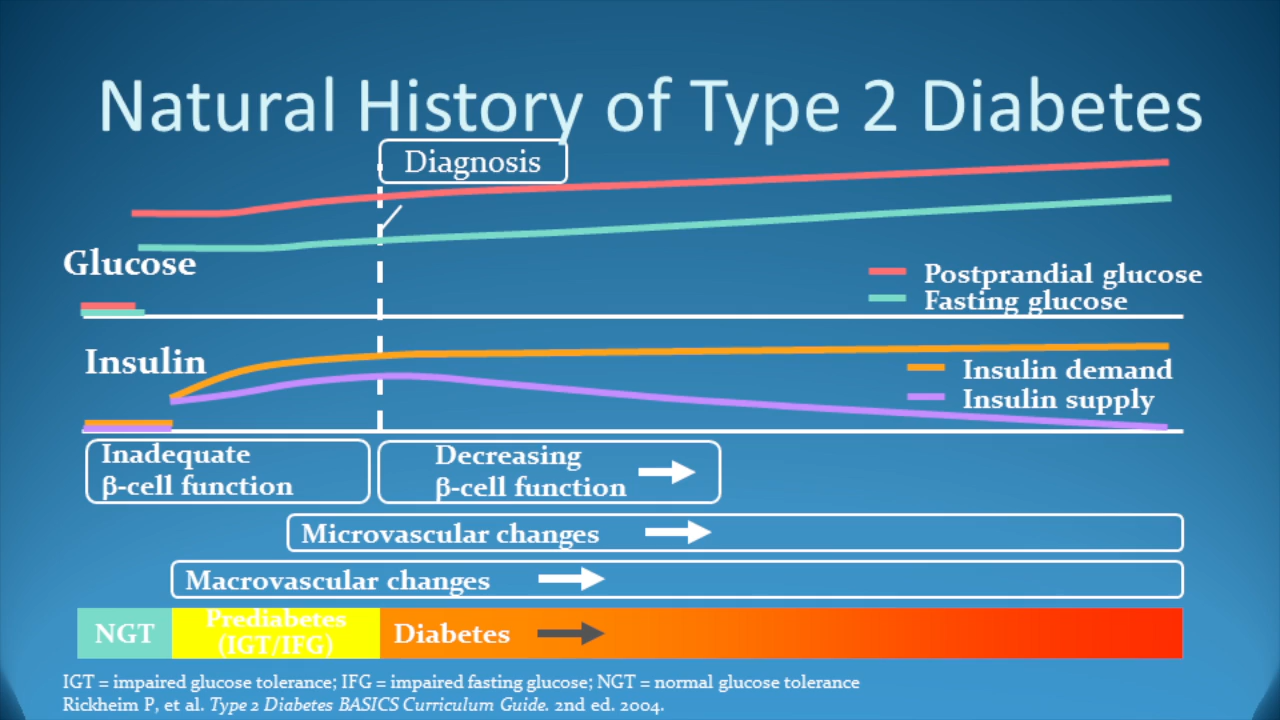 Natural History of Type 2 Diabetes
Diagnosis
Glucose
Postprandial glucose
Fasting glucose
Insulin
Insulin demand
Insulin supply
Inadequate
β-cell function
Decreasing
β-cell function
Microvascular changes
Macrovascular changes
NGT
Prediabetes
(IGT/IFG)
Diabetes
IGT = impaired glucose tolerance; IFG = impaired fasting glucose; NGT = normal glucose tolerance
Rickheim P, et al. Type 2 Diabetes BASICS Curriculum Guide. 2nd ed. 2004.